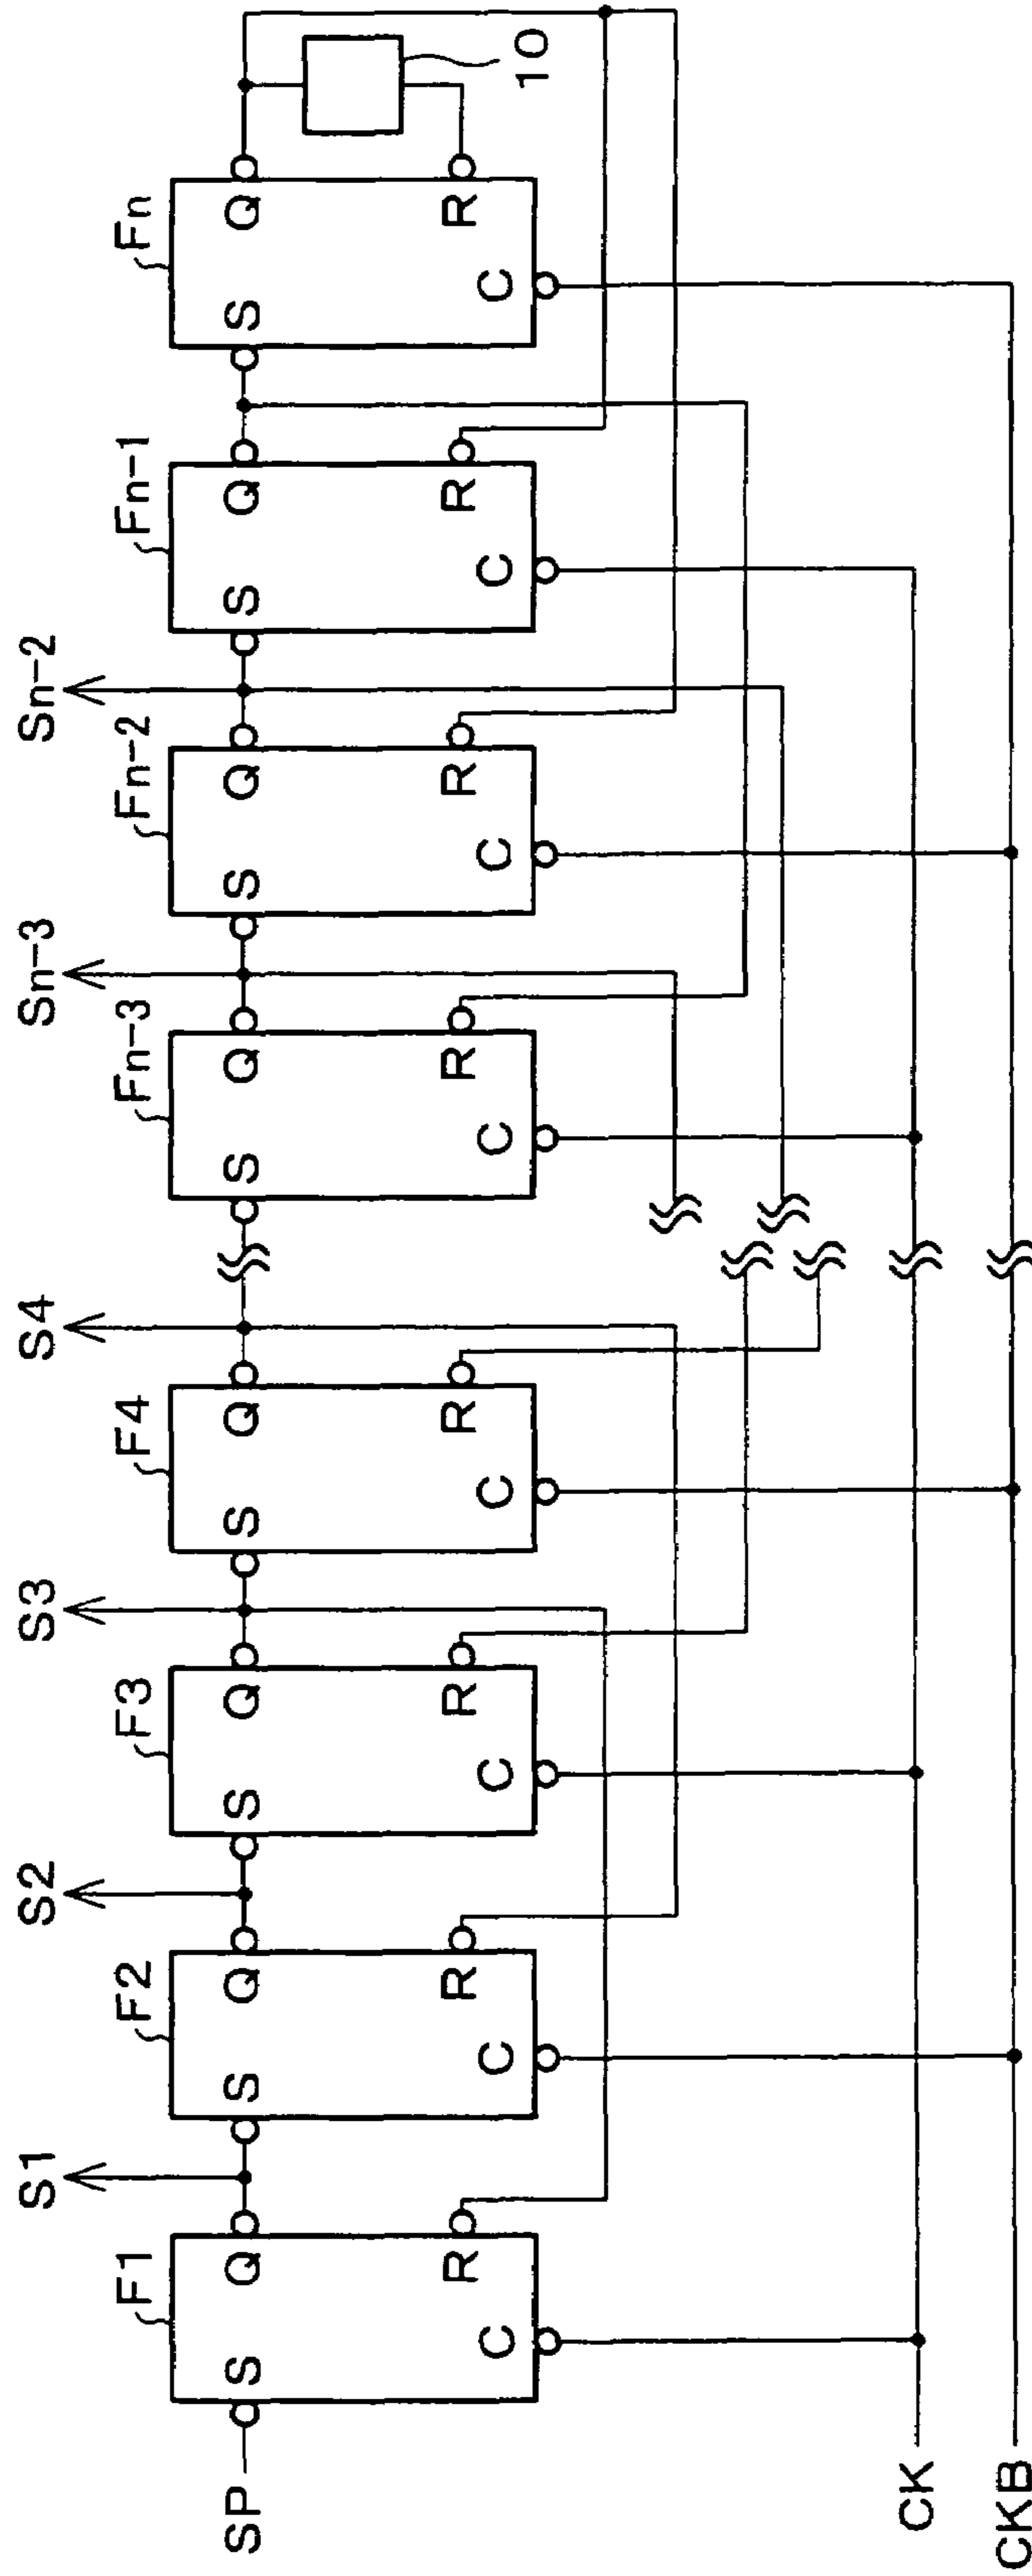 S1 S2 S3 S4 Sn-3 Sn-2
F1 F2 F3 F4 Fn-3 Fn-2 Fn-1 Fn
SP S Q S Q S Q S Q S Q S Q S Q S Q
R R R R R R R R
10
C C C C C C C C
CK
CKB